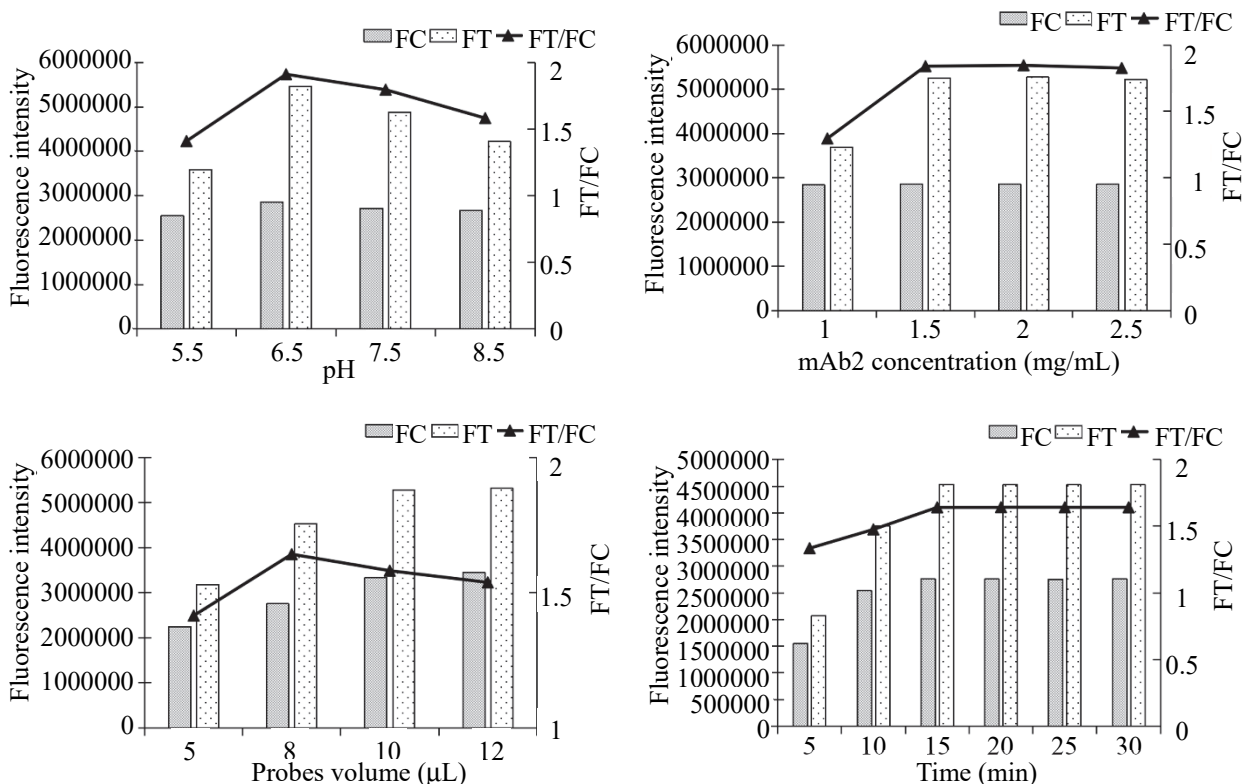 FC FT FT/FC
Fluorescence intensity
6000000
5000000
4000000
3000000
2000000
1000000
0
2
1.5
1
0.5
0
FT/FC
5.5 6.5 7.5 8.5
pH
FC FT FT/FC
Fluorescence intensity
6000000
5000000
4000000
3000000
2000000
1000000
0
2
1.5
1
0.5
0
FT/FC
1 1.5 2 2.5
mAb2 concentration (mg/mL)
FC FT FT/FC
Fluorescence intensity
6000000
5000000
4000000
3000000
2000000
1000000
0
2
1.5
1
FT/FC
5 8 10 12
Probes volume (μL)
FC FT FT/FC
Fluorescence intensity
5000000
4500000
4000000
3500000
3000000
2500000
2000000
1500000
1000000
500000
0
2
1.5
1
0.5
0
FT/FC
5 10 15 20 25 30
Time (min)